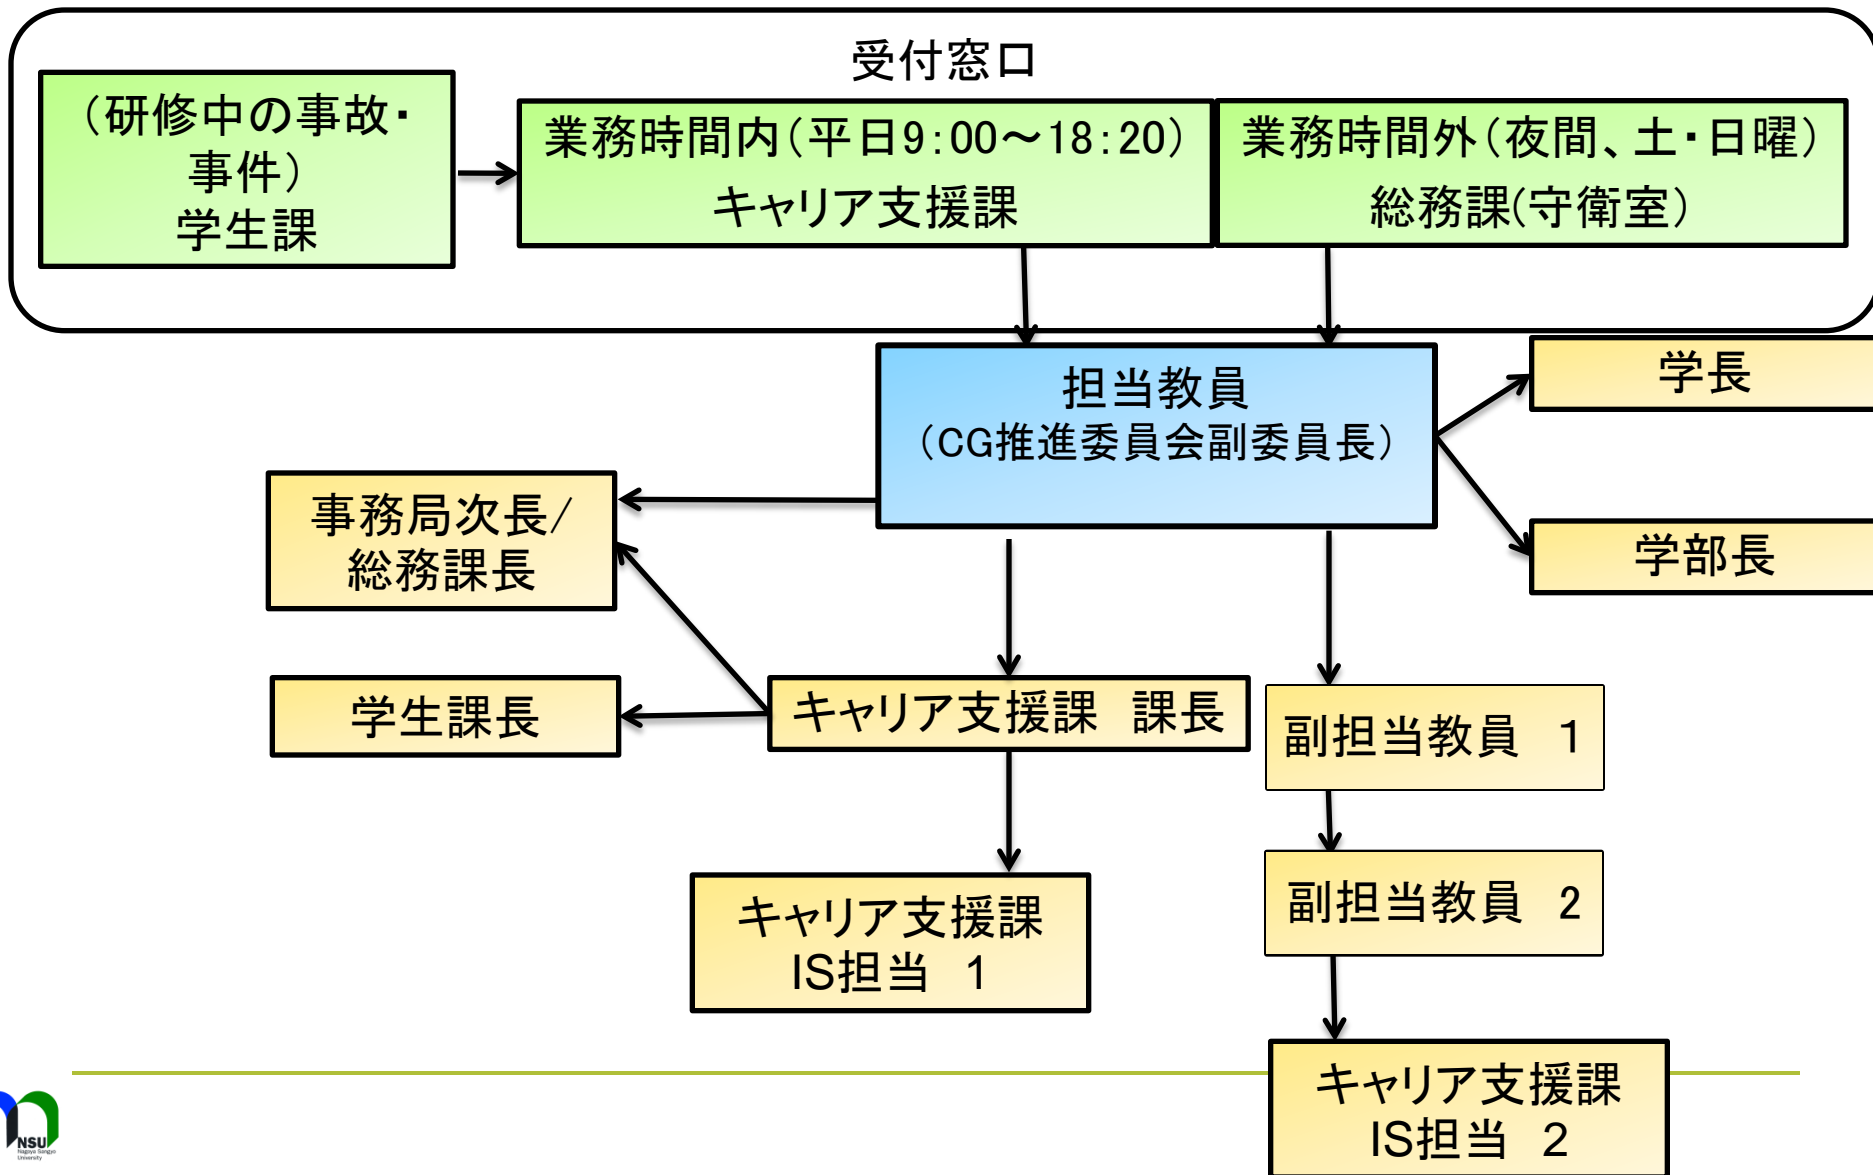 受付窓口
（研修中の事故・
事件）
学生課
業務時間内（平日9:00～18:20）
キャリア支援課
業務時間外（夜間、土・日曜）
総務課(守衛室）
担当教員
（CG推進委員会副委員長）
学長
学部長
事務局次長/
総務課長
学生課長
キャリア支援課　課長
副担当教員　1
副担当教員　2
キャリア支援課
IS担当　1
キャリア支援課
IS担当　2
NSU
Nagoya Sangyo
University